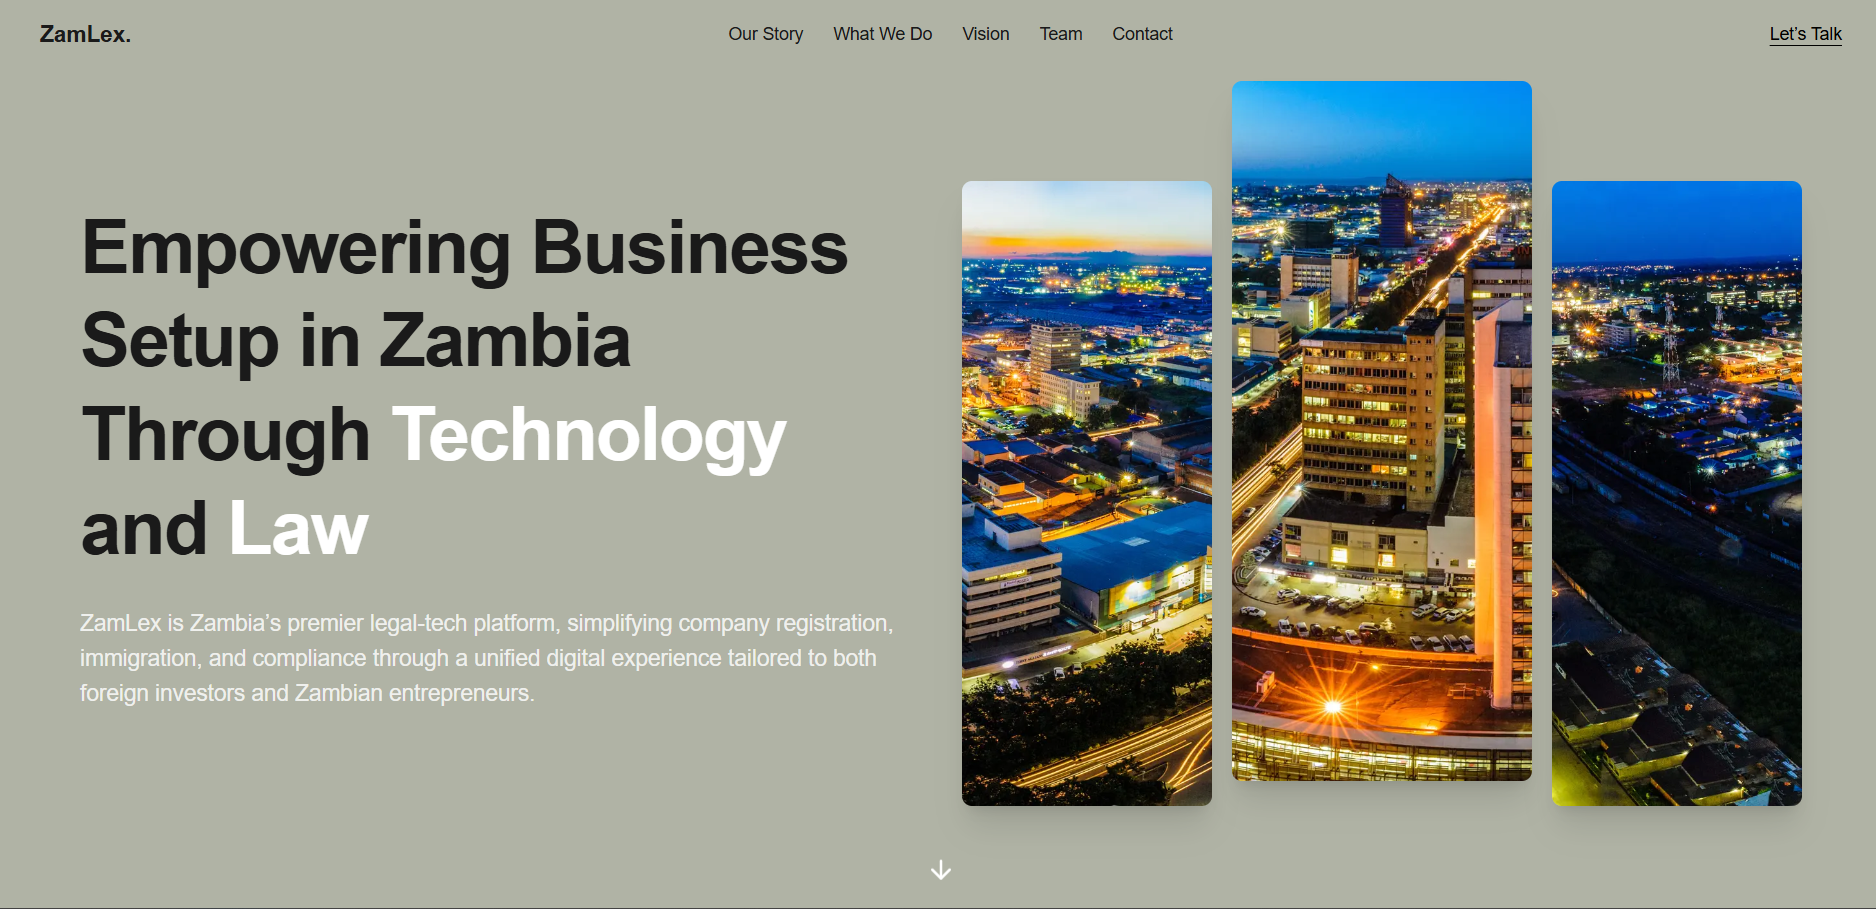 ZamLex.
Our Story
What We Do
Vision
Team
Contact
Let’s Talk
Empowering Business
Setup in Zambia
Through Technology
and Law
ZamLex is Zambia’s premier legal-tech platform, simplifying company registration,
immigration, and compliance through a unified digital experience tailored to both
foreign investors and Zambian entrepreneurs.